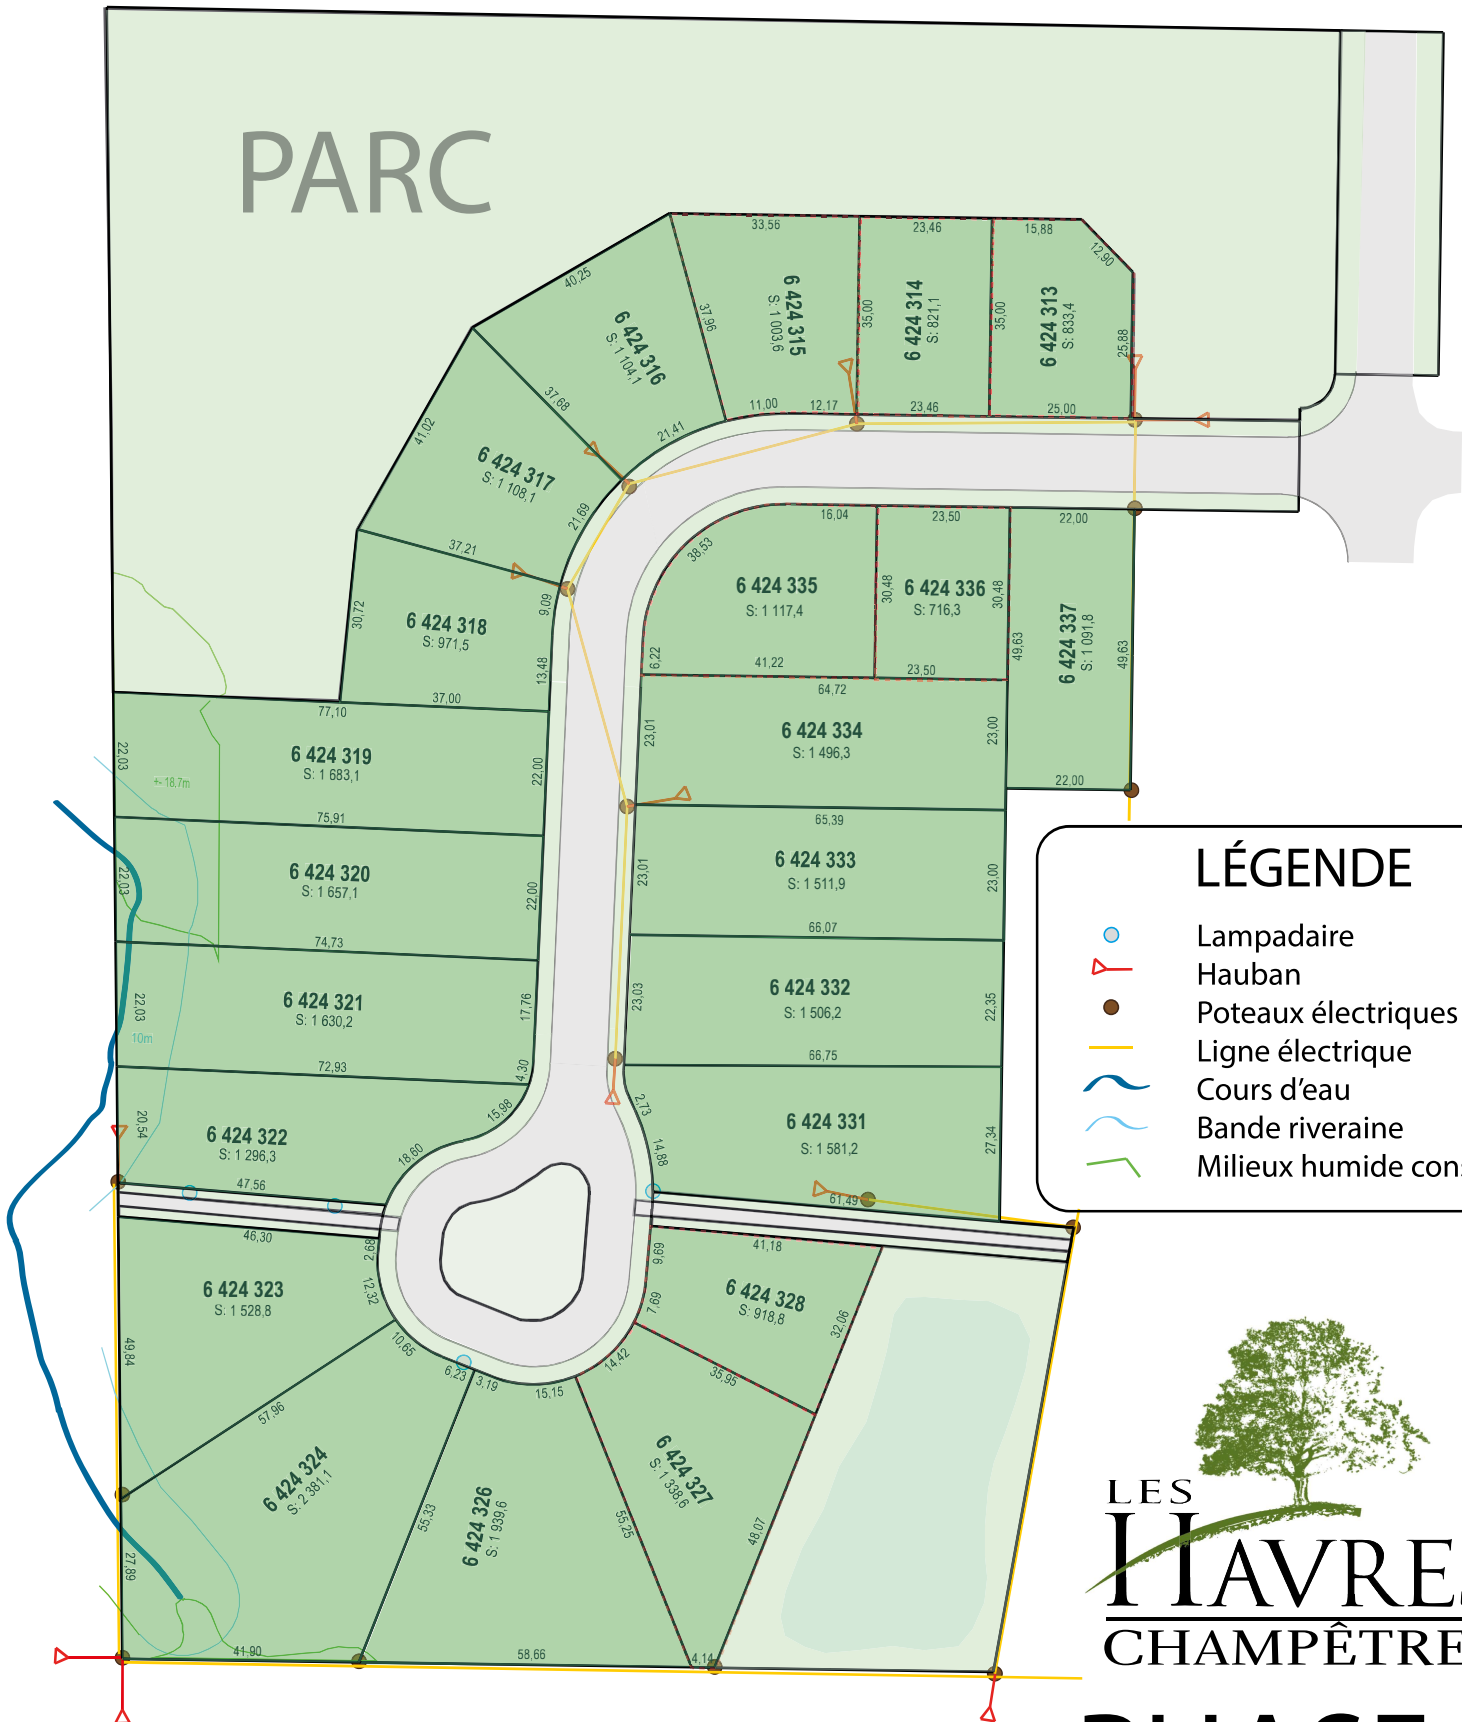 PARC
33,56
23,46
15,88
12,90
40,25
37,96
6 424 316
S: 1 104,1
6 424 315
S: 1 003,6
35,00
6 424 314
S: 821,1
35,00
6 424 313
S: 833,4
25,88
37,68
21,41
11,00
12,17
23,46
25,00
41,02
6 424 317
S: 1 108,1
21,69
37,21
9,09
30,72
6 424 318
S: 971,5
13,48
37,00
16,04
23,50
22,00
38,53
6 424 335
S: 1 117,4
30,48
6 424 336
S: 716,3
30,48
49,63
6 424 337
S: 1 091,8
49,63
6,22
41,22
23,50
64,72
77,10
22,03
6 424 319
S: 1 683,1
22,00
+- 18.7m
23,01
6 424 334
S: 1 496,3
23,00
22,00
75,91
65,39
22,03
6 424 320
S: 1 657,1
22,00
23,01
6 424 333
S: 1 511,9
23,00
74,73
66,07
22,03
6 424 321
S: 1 630,2
17,76
10m
23,03
6 424 332
S: 1 506,2
22,35
72,93
4,30
66,75
20,54
6 424 322
S: 1 296,3
15,98
18,60
47,56
2,73
14,88
6 424 331
S: 1 581,2
27,34
61,49
46,30
2,68
6 424 323
S: 1 528,8
12,32
49,84
9,69
41,18
6 424 328
S: 918,8
7,69
32,06
10,65
6,23
3,19
15,15
14,42
35,95
57,96
6 424 324
S: 2 381,1
55,33
6 424 326
S: 1 939,6
55,25
6 424 327
S: 1 338,6
48,07
27,89
41,90
58,66
4,14
LÉGENDE
Lampadaire
Hauban
Poteaux électriques
Ligne électrique
Cours d'eau
Bande riveraine
Milieux humide con
LES
HAVRE
CHAMPÊTRE